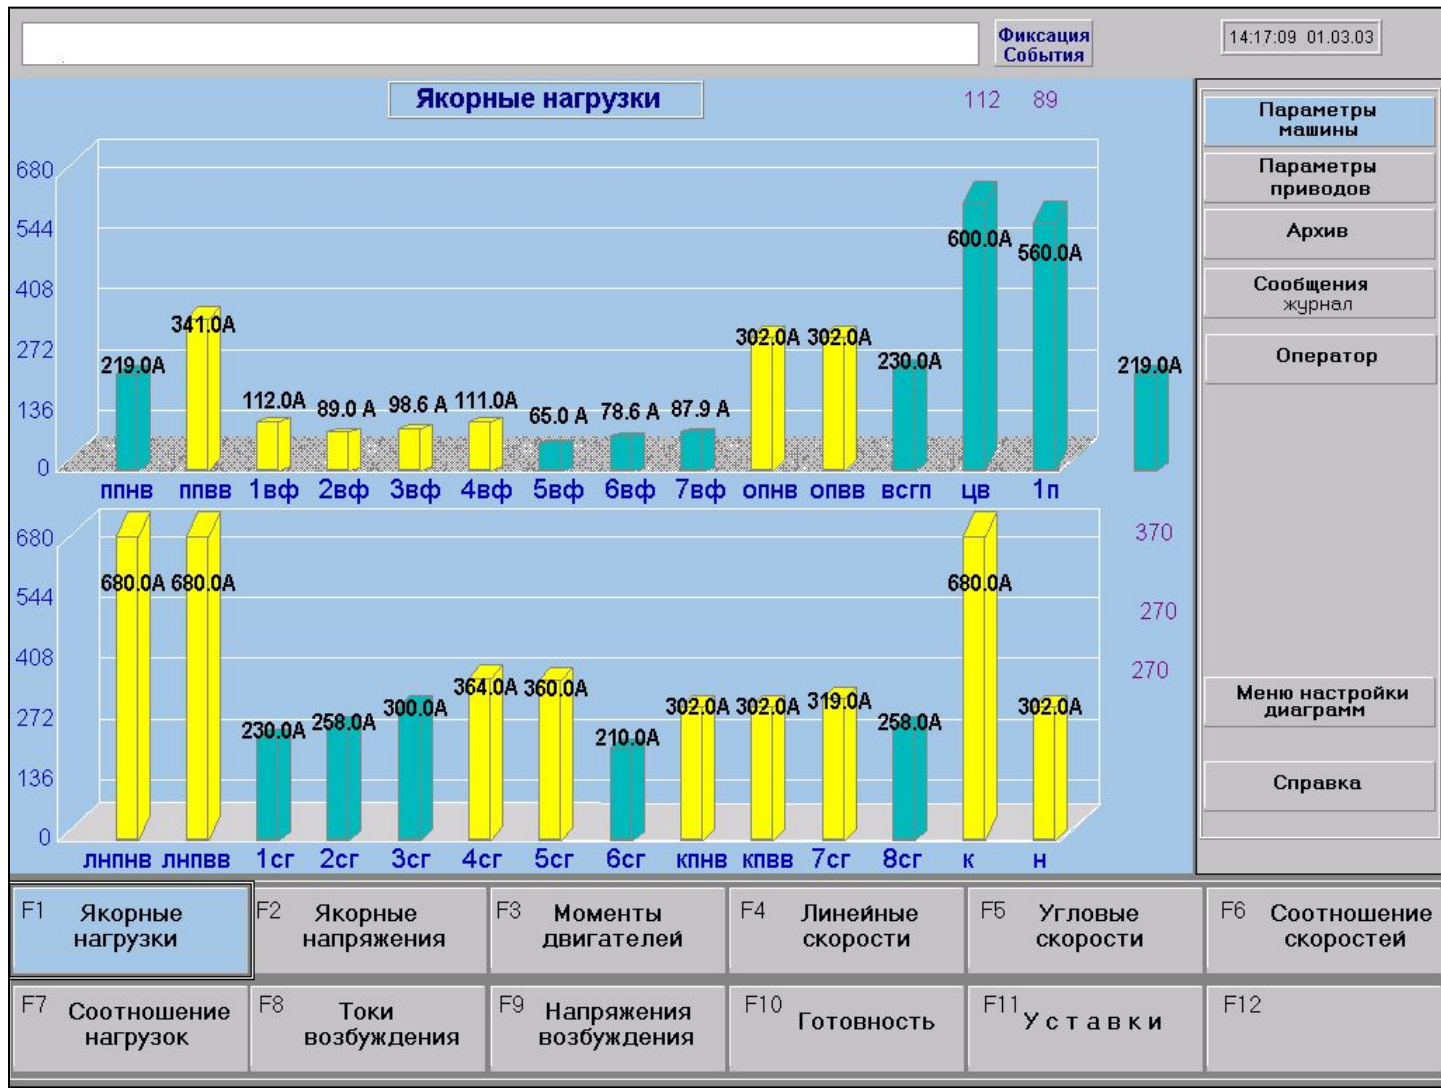 Фиксация
События
14:17:09 01.03.03
Якорные нагрузки
112 89
680
544
408
272
136
0
219.0A
341.0A
112.0A
89.0 A
98.6 A
111.0A
65.0 A
78.6 A
87.9 A
302.0A
302.0A
230.0A
600.0A
560.0A
219.0A
ппнв ппвв 1вф 2вф 3вф 4вф 5вф 6вф 7вф опнв опвв всгп цв 1п
680
544
408
272
136
0
680.0A
680.0A
230.0A
258.0A
300.0A
364.0A
360.0A
210.0A
302.0A
302.0A
319.0A
258.0A
680.0A
302.0A
370
270
270
лнпнв лнпвв 1сг 2сг 3сг 4сг 5сг 6сг кпнв кпвв 7сг 8сг к н
Параметры
машины
Параметры
приводов
Архив
Сообщения
журнал
Оператор
Меню настройки
диаграмм
Справка
F1 Якорные
нагрузки
F2 Якорные
напряжения
F3 Моменты
двигателей
F4 Линейные
скорости
F5 Угловые
скорости
F6 Соотношение
скоростей
F7 Соотношение
нагрузок
F8 Токи
возбуждения
F9 Напряжения
возбуждения
F10 Готовность
F11 Уставки
F12